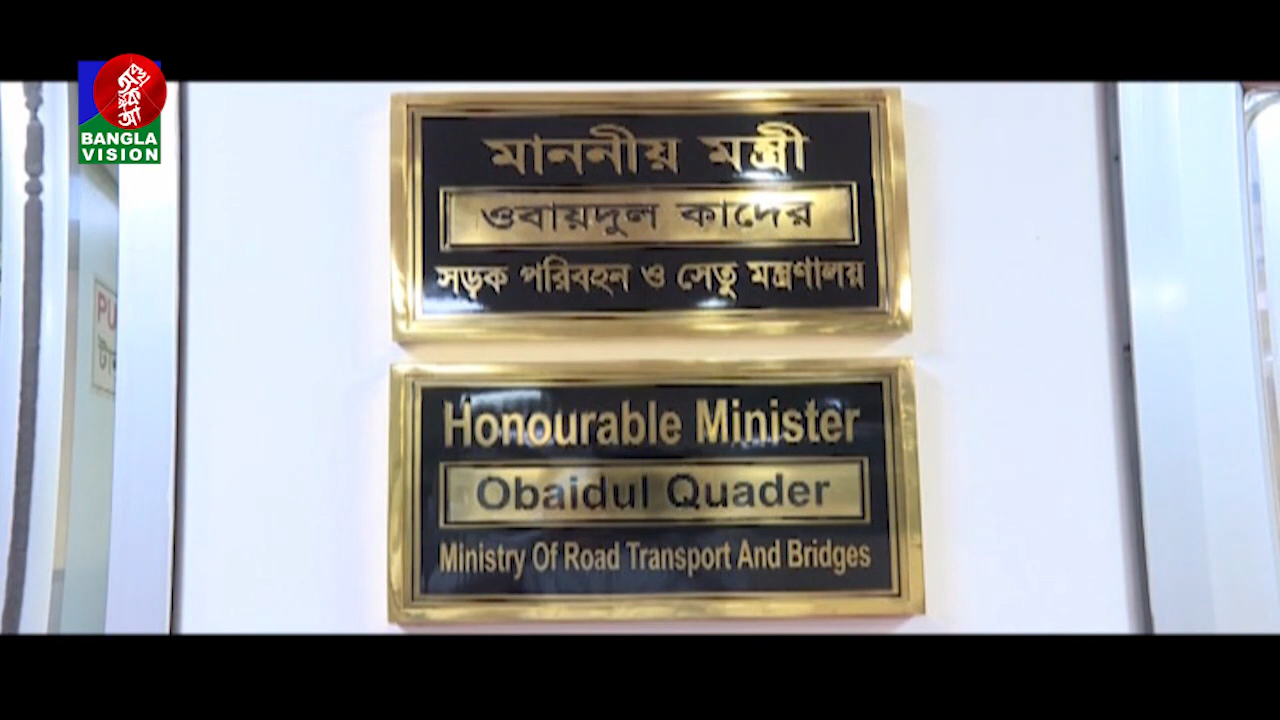 BANGLA
VISION
মাননীয় মন্ত্রী
ওবায়দুল কাদের
সড়ক পরিবহন ও সেতু মন্ত্রণালয়
Honourable Minister
Obaidul Quader
Ministry Of Road Transport And Bridges
PU